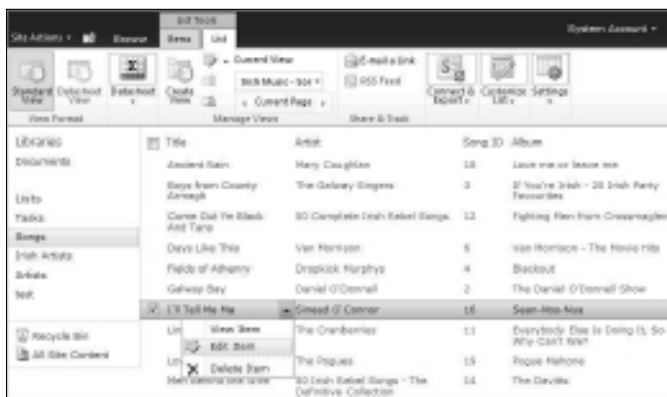 List Tools
Site Actions
Browse
Items
List
System Account
Standard View
Datasheet View
Datasheet
Create View
Current View
Irish Music - Sor
Current Page
E-mail a Link
RSS Feed
Connect & Export
Customize List
Settings
View Format
Manage Views
Share & Track
Libraries
Documents
Lists
Tasks
Songs
Irish Artists
Artists
test
Recycle Bin
All Site Content
Title Artist Song ID Album
Ancient Rain Mary Coughlan 18 Love me or leave me
Boys from County Armagh The Galway Singers 3 If You're Irish - 20 Irish Party Favourites
Come Out Ye Black And Tans 50 Complete Irish Rebel Songs 12 Fighting Men from Crossmaglen
Days Like This Van Morrison 5 Van Morrison - The Movie Hits
Fields of Athenry Dropkick Murphys 4 Blackout
Galway Bay Daniel O'Donnell 2 The Daniel O'Donnell Show
I'll Tell Me Ma Sinead O' Connor 16 Sean-Nos-Nua
The Cranberries 11 Everybody Else Is Doing It, So Why Can't We?
The Pogues 19 Pogue Mahone
Man Behind the 50 Irish Rebel Songs - The Definitive Collection 14 The Davitts
View Item
Edit Item
Delete Item